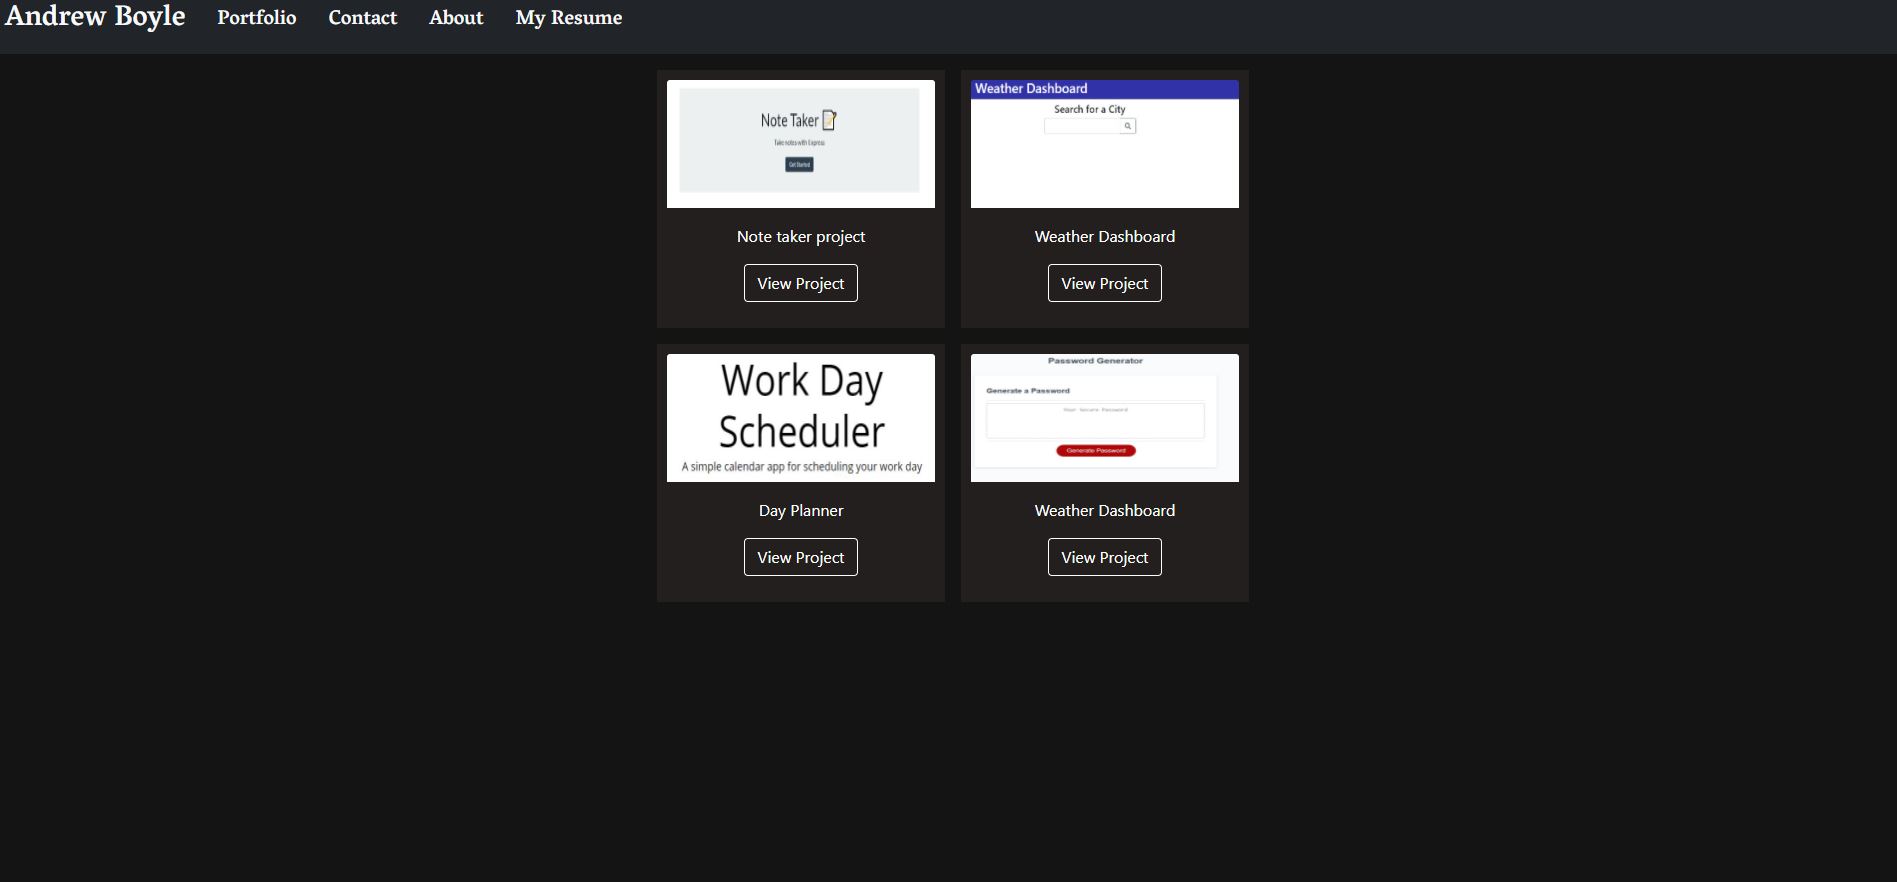 Andrew Boyle Portfolio Contact About My Resume
Note Taker
Take notes with Express
Get Started
Note taker project
View Project
Weather Dashboard
Search for a City
Weather Dashboard
View Project
Work Day
Scheduler
A simple calendar app for scheduling your work day
Day Planner
View Project
Password Generator
Generate a Password
Your Secure Password
Generate Password
Weather Dashboard
View Project